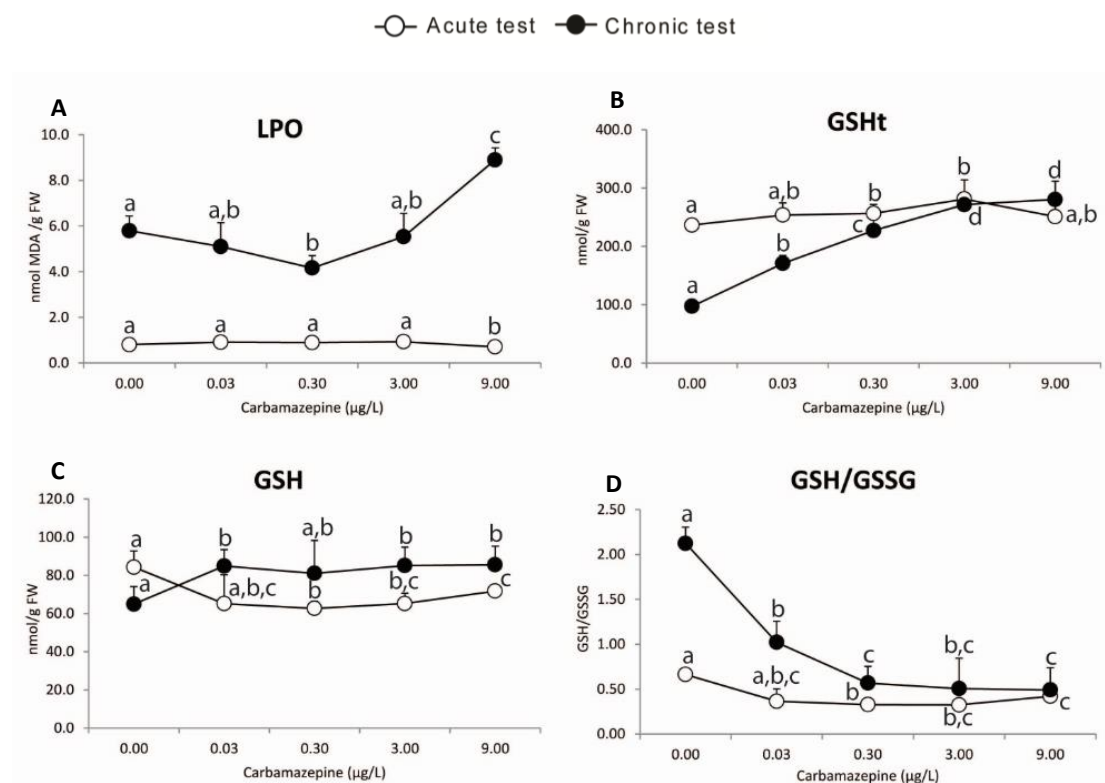 Acute test Chronic test
A
LPO
10.0
8.0
6.0
4.0
2.0
0.0
nmol MDA /g FW
a a,b b a,b c
a a a a b
0.00 0.03 0.30 3.00 9.00
Carbamazepine (µg/L)
B
GSHt
400.0
300.0
200.0
100.0
0.0
nmol/g FW
a a,b b b d
a b c d a,b
0.00 0.03 0.30 3.00 9.00
Carbamazepine (µg/L)
C
GSH
120.0
100.0
80.0
60.0
40.0
20.0
0.0
nmol/g FW
a b a,b b b
a a,b,c b b,c c
0.00 0.03 0.30 3.00 9.00
Carbamazepine (µg/L)
D
GSH/GSSG
2.50
2.00
1.50
1.00
0.50
0.00
GSH/GSSG
a b c b,c c
a a,b,c b b,c c
0.00 0.03 0.30 3.00 9.00
Carbamazepine (µg/L)